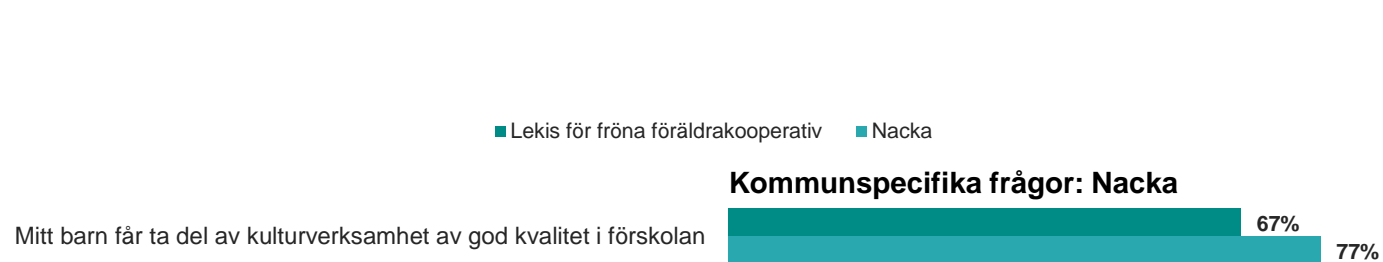 Lekis för fröna föräldrakooperativ Nacka
Kommunspecifika frågor: Nacka
67%
Mitt barn får ta del av kulturverksamhet av god kvalitet i förskolan
77%